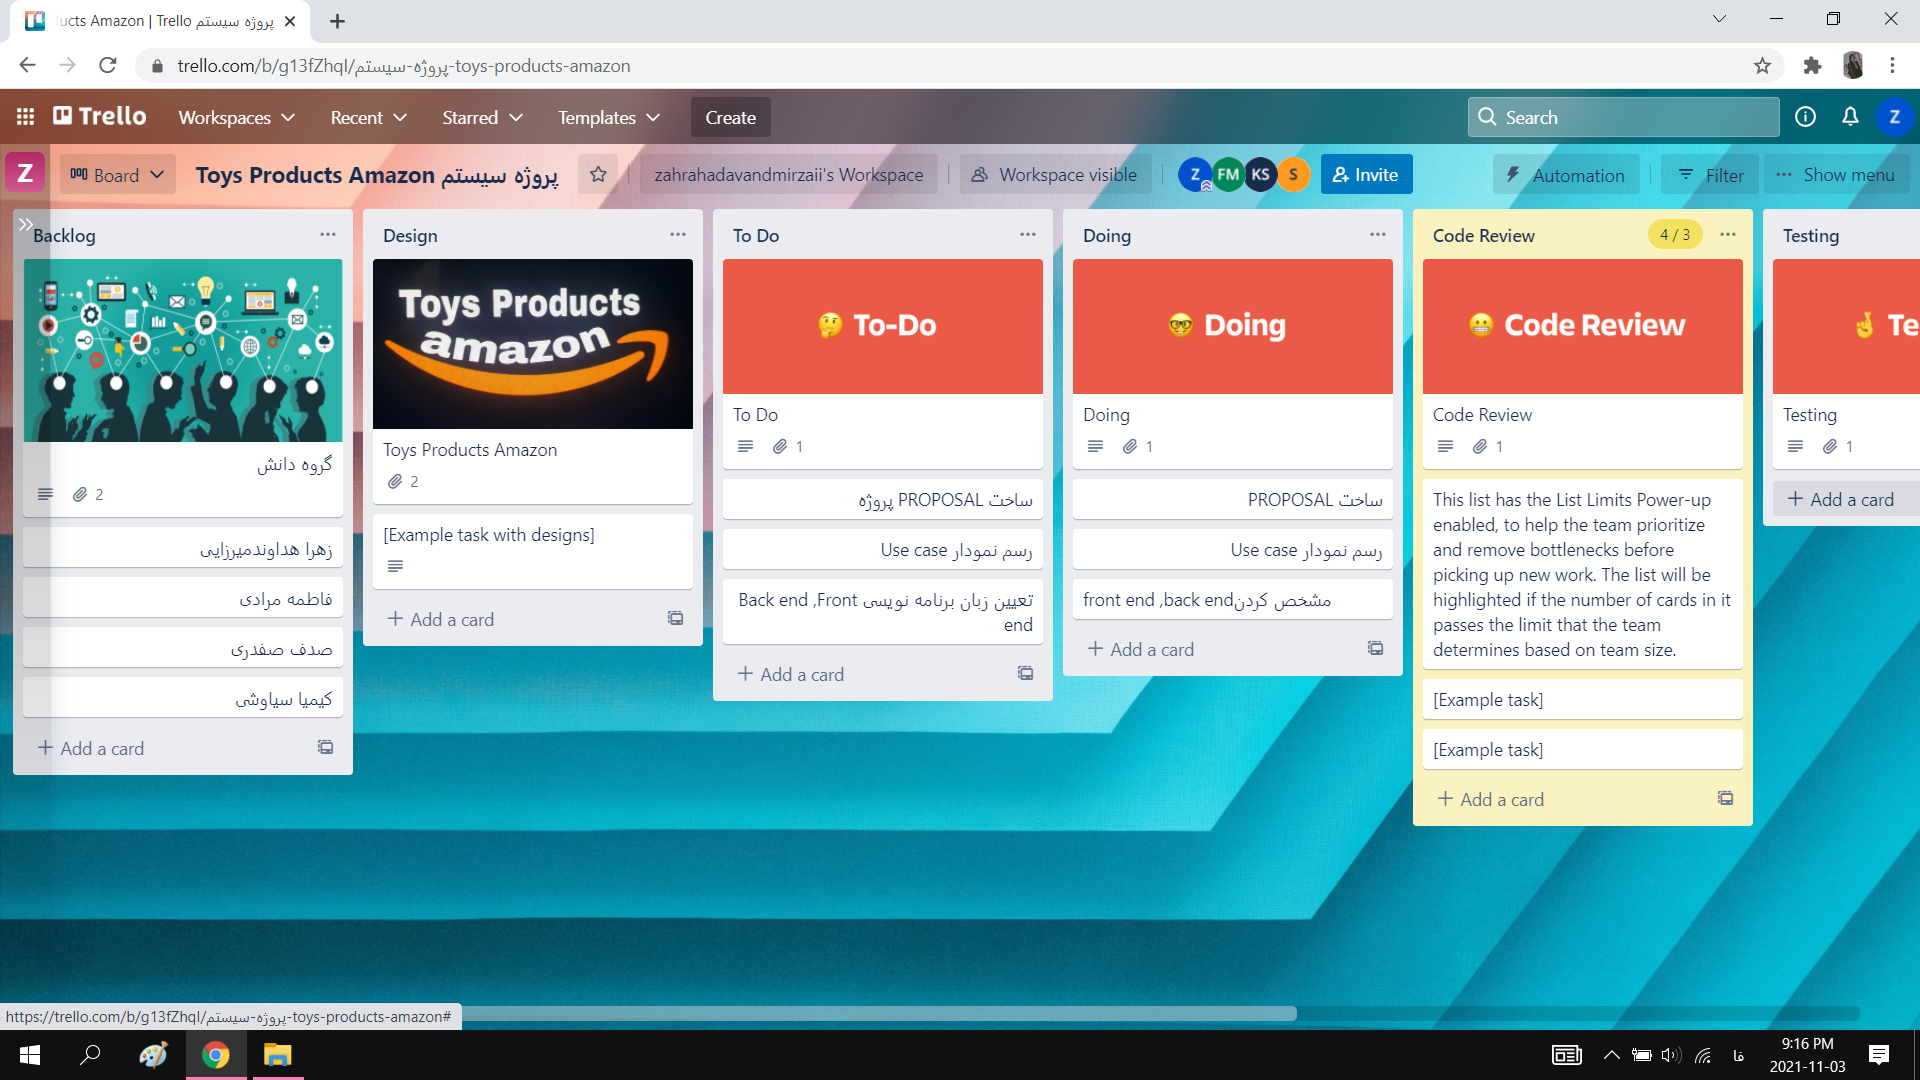 پروژه سیستم ucts Amazon | Trello
trello.com/b/g13fZhqI/پروژه-سیستم-toys-products-amazon
Trello
Workspaces
Recent
Starred
Templates
Create
Search
Z
Z
Board
Toys Products Amazon پروژه سیستم
zahrahadavandmirzaii's Workspace
Workspace visible
Z
FM
KS
S
Invite
Automation
Filter
Show menu
Backlog
گروه دانش
2
زهرا هداوندمیرزایی
فاطمه مرادی
صدف صفدری
کیمیا سیاوشی
Add a card
Design
Toys Products
amazon
Toys Products Amazon
2
[Example task with designs]
Add a card
To Do
To-Do
To Do
1
ساخت PROPOSAL پروژه
رسم نمودار Use case
تعیین زبان برنامه نویسی Back end ,Front
end
Add a card
Doing
Doing
Doing
1
ساخت PROPOSAL
رسم نمودار Use case
front end ,back endمشخص کردن
Add a card
Code Review
4 / 3
Code Review
Code Review
1
This list has the List Limits Power-up
enabled, to help the team prioritize
and remove bottlenecks before
picking up new work. The list will be
highlighted if the number of cards in it
passes the limit that the team
determines based on team size.
[Example task]
[Example task]
Add a card
Testing
Te
Testing
1
Add a card
https://trello.com/b/g13fZhqI/پروژه-سیستم-toys-products-amazon#
فا
9:16 PM
2021-11-03